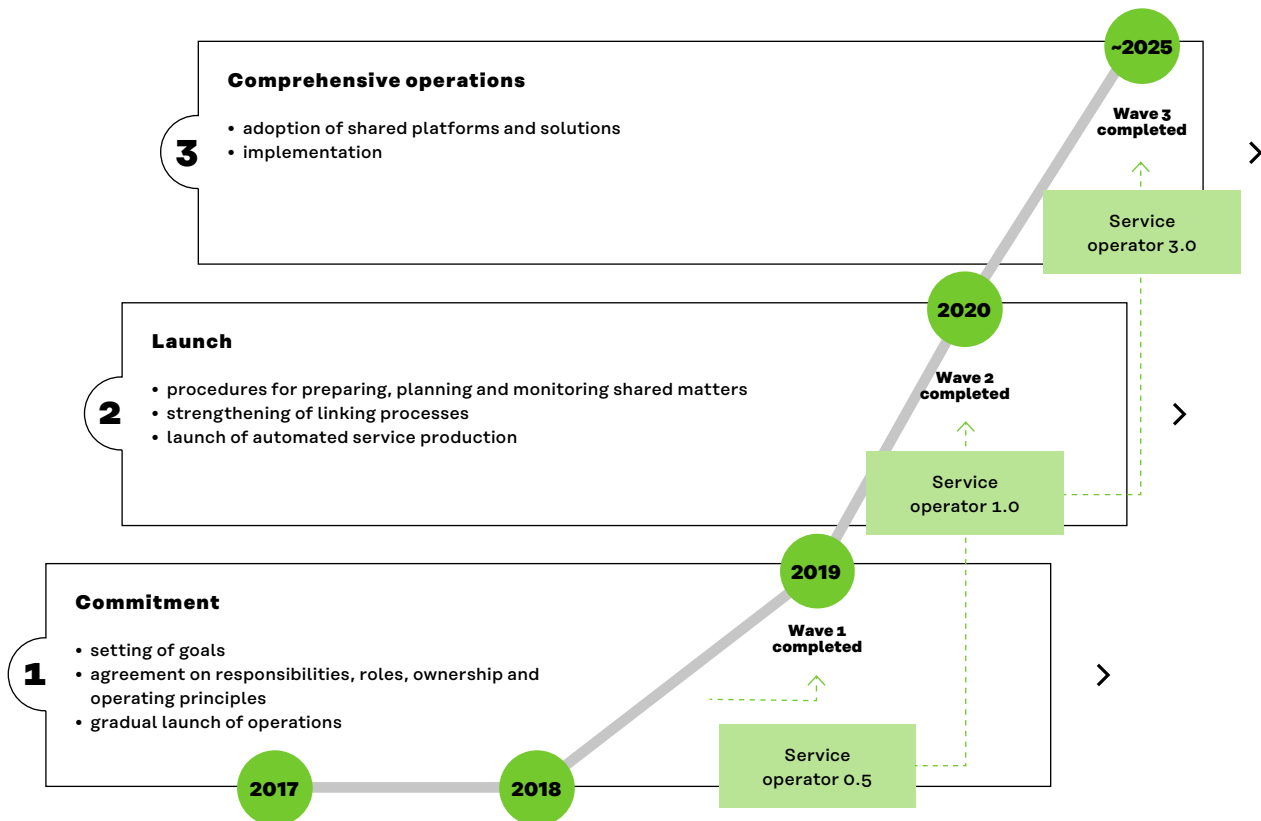 ~2025
Comprehensive operations
• adoption of shared platforms and solutions
• implementation
3
Wave 3
completed
Service
operator 3.0
2020
Launch
• procedures for preparing, planning and monitoring shared matters
• strengthening of linking processes
• launch of automated service production
2
Wave 2
completed
Service
operator 1.0
2019
Commitment
• setting of goals
• agreement on responsibilities, roles, ownership and
operating principles
• gradual launch of operations
1
Wave 1
completed
Service
operator 0.5
2017
2018